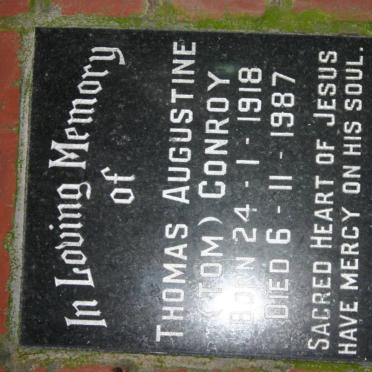 In Loving Memory
of
THOMAS AUGUSTINE
(TOM) CONROY
BORN 24 - 1 - 1918
DIED 6 - 11 - 1987
SACRED HEART OF JESUS
HAVE MERCY ON HIS SOUL.